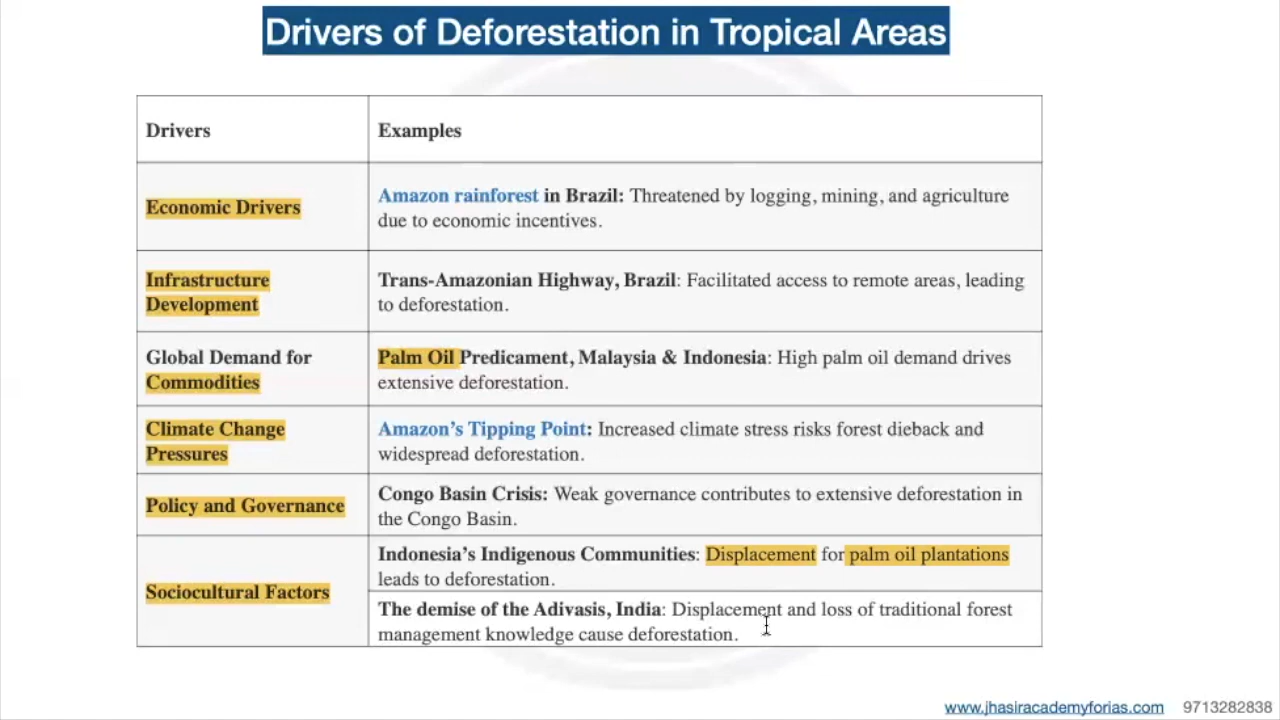 Drivers of Deforestation in Tropical Areas
Drivers
Examples
Economic Drivers
Amazon rainforest in Brazil: Threatened by logging, mining, and agriculture
due to economic incentives.
Infrastructure
Development
Trans-Amazonian Highway, Brazil: Facilitated access to remote areas, leading
to deforestation.
Global Demand for
Commodities
Palm Oil Predicament, Malaysia & Indonesia: High palm oil demand drives
extensive deforestation.
Climate Change
Pressures
Amazon’s Tipping Point: Increased climate stress risks forest dieback and
widespread deforestation.
Policy and Governance
Congo Basin Crisis: Weak governance contributes to extensive deforestation in
the Congo Basin.
Sociocultural Factors
Indonesia’s Indigenous Communities: Displacement for palm oil plantations
leads to deforestation.
The demise of the Adivasis, India: Displacement and loss of traditional forest
management knowledge cause deforestation.
www.jhasiracademyforias.com 9713282838